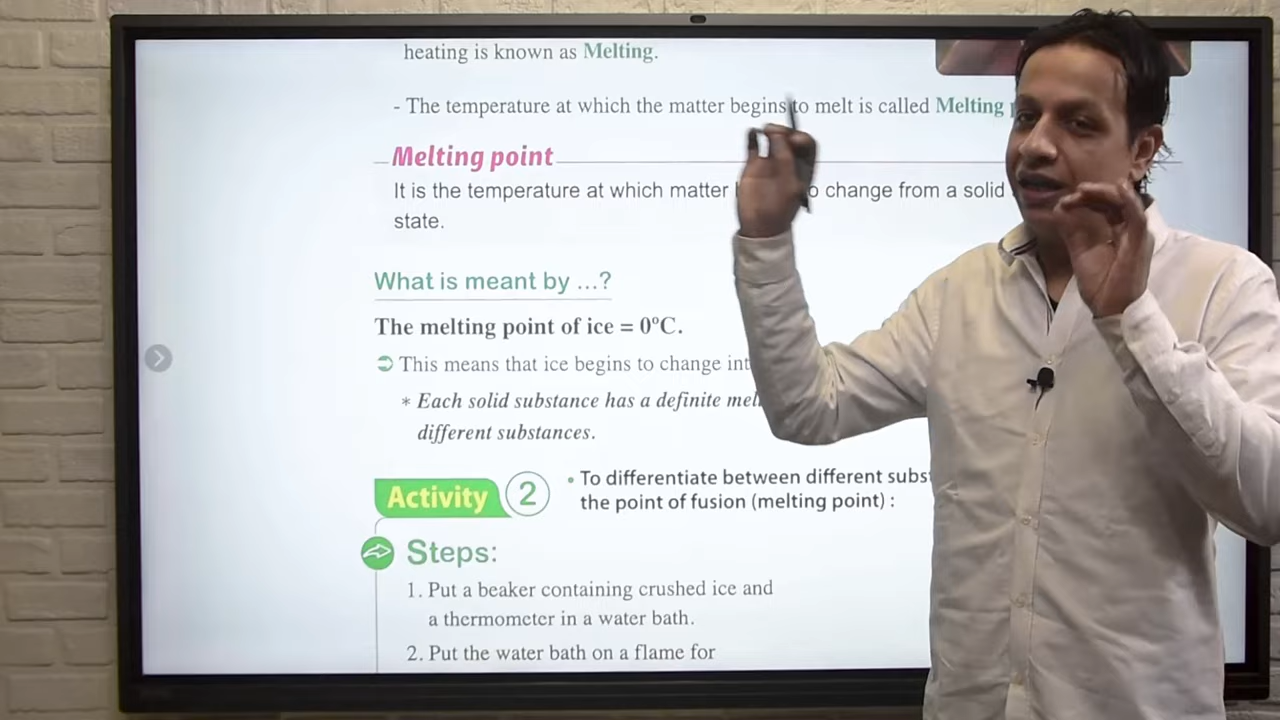 heating is known as Melting.
- The temperature at which the matter begins to melt is called Melting
Melting point
It is the temperature at which matter o change from a solid
state.
What is meant by ...?
The melting point of ice = 0ºC.
This means that ice begins to change int
* Each solid substance has a definite mel
different substances.
Activity 2
• To differentiate between different subs
the point of fusion (melting point) :
Steps:
1. Put a beaker containing crushed ice and
a thermometer in a water bath.
2. Put the water bath on a flame for